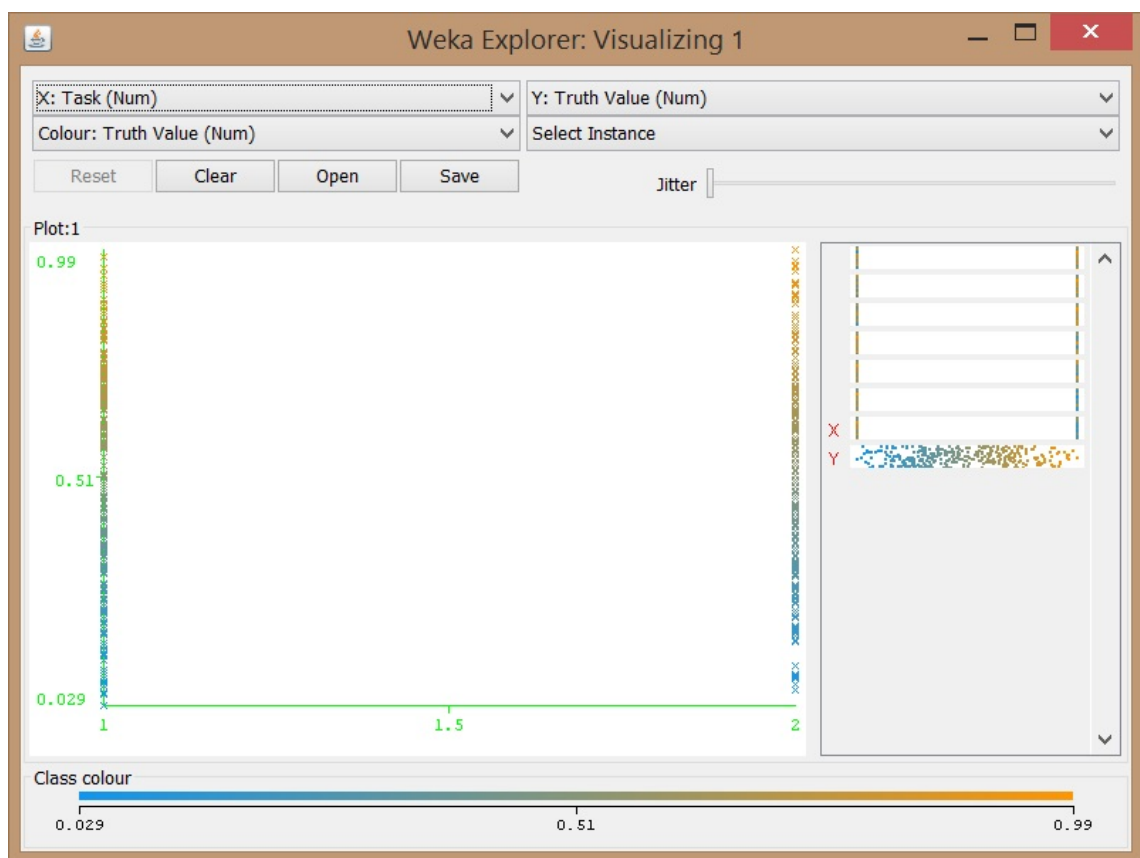 Weka Explorer: Visualizing 1
X: Task (Num)
Y: Truth Value (Num)
Colour: Truth Value (Num)
Select Instance
Reset
Clear
Open
Save
Jitter
Plot:1
0.99
0.51
0.029
1
1.5
2
X
Y
Class colour
0.029
0.51
0.99